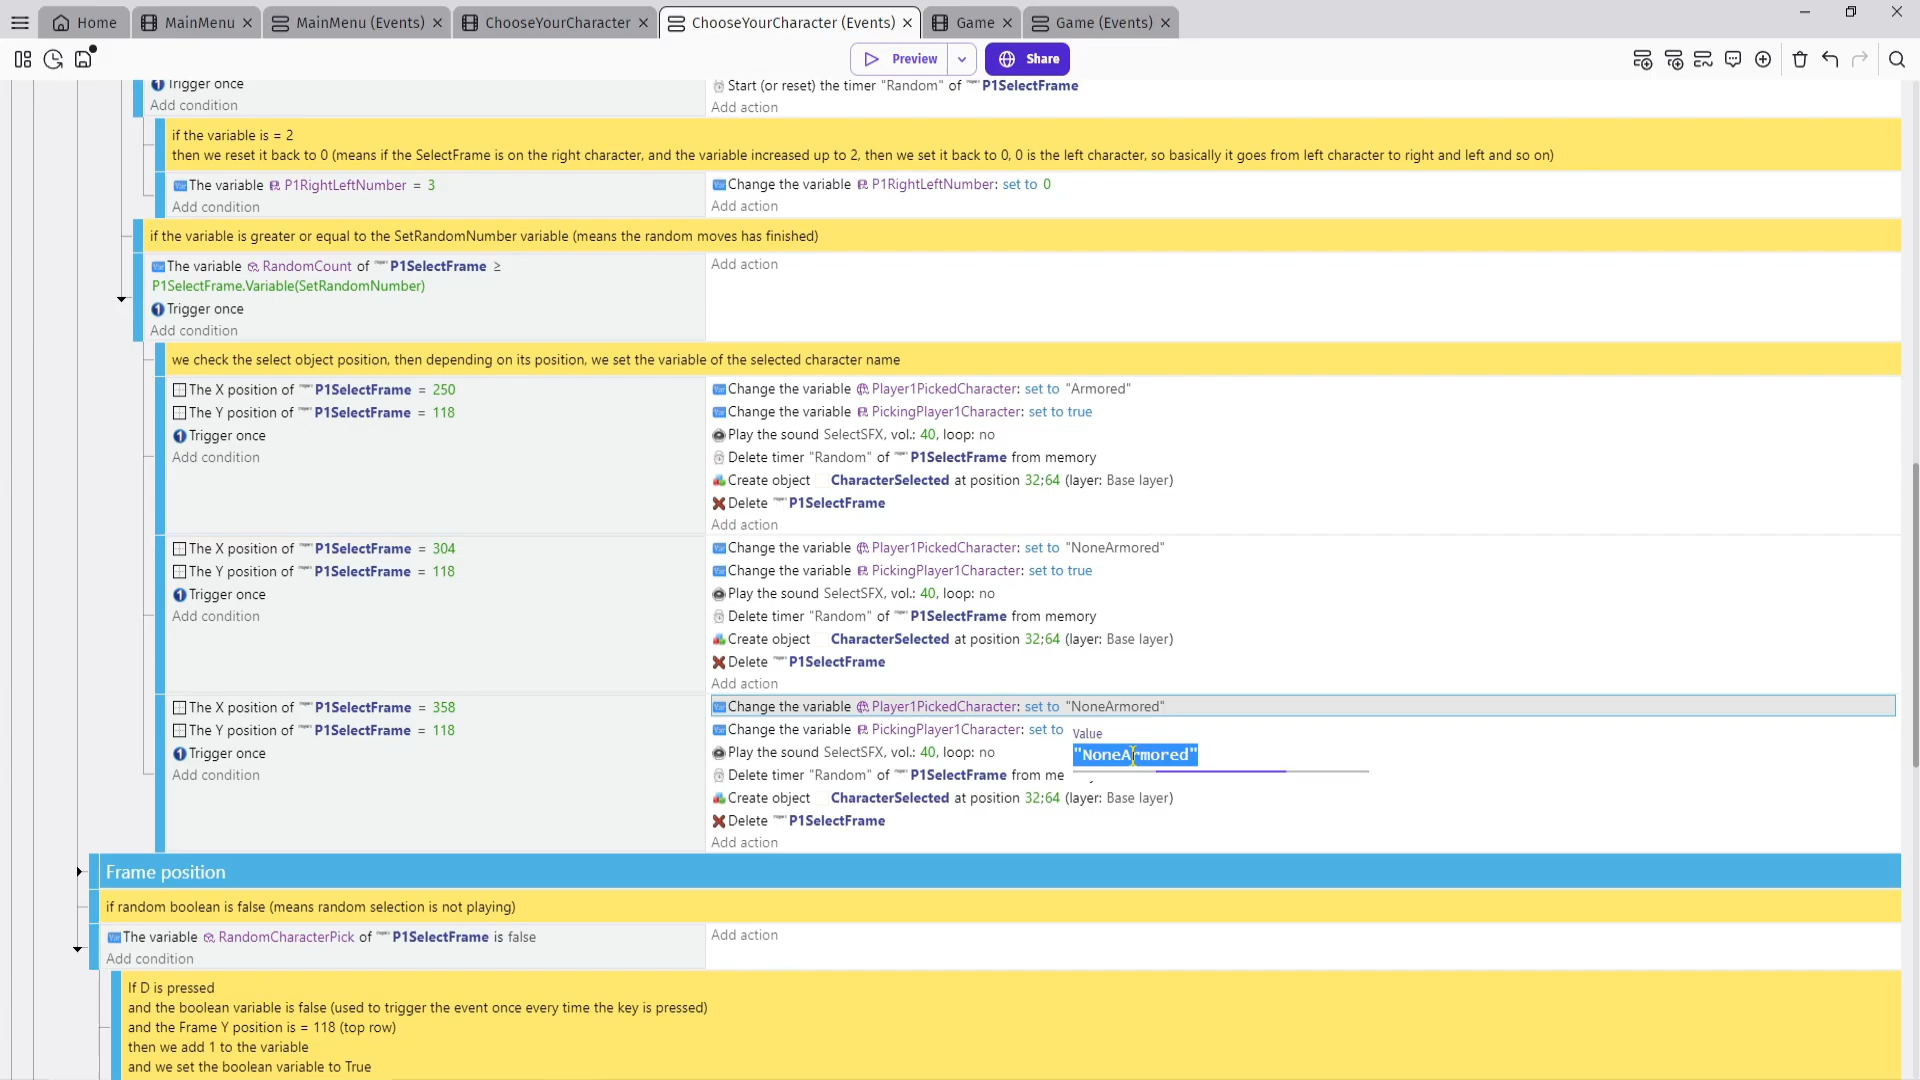 Home
MainMenu
MainMenu (Events)
ChooseYourCharacter
ChooseYourCharacter (Events)
Game
Game (Events)
Preview
Share
Trigger once
Add condition
Start (or reset) the timer "Random" of P1SelectFrame
Add action
if the variable is = 2
then we reset it back to 0 (means if the SelectFrame is on the right character, and the variable increased up to 2, then we set it back to 0, 0 is the left character, so basically it goes from left character to right and left and so on)
The variable P1RightLeftNumber = 3
Add condition
Change the variable P1RightLeftNumber: set to 0
Add action
if the variable is greater or equal to the SetRandomNumber variable (means the random moves has finished)
The variable RandomCount of P1SelectFrame ≥
P1SelectFrame.Variable(SetRandomNumber)
Trigger once
Add condition
Add action
we check the select object position, then depending on its position, we set the variable of the selected character name
The X position of P1SelectFrame = 250
The Y position of P1SelectFrame = 118
Trigger once
Add condition
Change the variable Player1PickedCharacter: set to "Armored"
Change the variable PickingPlayer1Character: set to true
Play the sound SelectSFX, vol.: 40, loop: no
Delete timer "Random" of P1SelectFrame from memory
Create object CharacterSelected at position 32;64 (layer: Base layer)
Delete P1SelectFrame
Add action
The X position of P1SelectFrame = 304
The Y position of P1SelectFrame = 118
Trigger once
Add condition
Change the variable Player1PickedCharacter: set to "NoneArmored"
Change the variable PickingPlayer1Character: set to true
Play the sound SelectSFX, vol.: 40, loop: no
Delete timer "Random" of P1SelectFrame from memory
Create object CharacterSelected at position 32;64 (layer: Base layer)
Delete P1SelectFrame
Add action
The X position of P1SelectFrame = 358
The Y position of P1SelectFrame = 118
Trigger once
Add condition
Change the variable Player1PickedCharacter: set to "NoneArmored"
Change the variable PickingPlayer1Character: set to
Play the sound SelectSFX, vol.: 40, loop: no
Delete timer "Random" of P1SelectFrame from me
Create object CharacterSelected at position 32;64 (layer: Base layer)
Delete P1SelectFrame
Add action
Value
"NoneArmored"
Frame position
if random boolean is false (means random selection is not playing)
The variable RandomCharacterPick of P1SelectFrame is false
Add condition
Add action
If D is pressed
and the boolean variable is false (used to trigger the event once every time the key is pressed)
and the Frame Y position is = 118 (top row)
then we add 1 to the variable
and we set the boolean variable to True